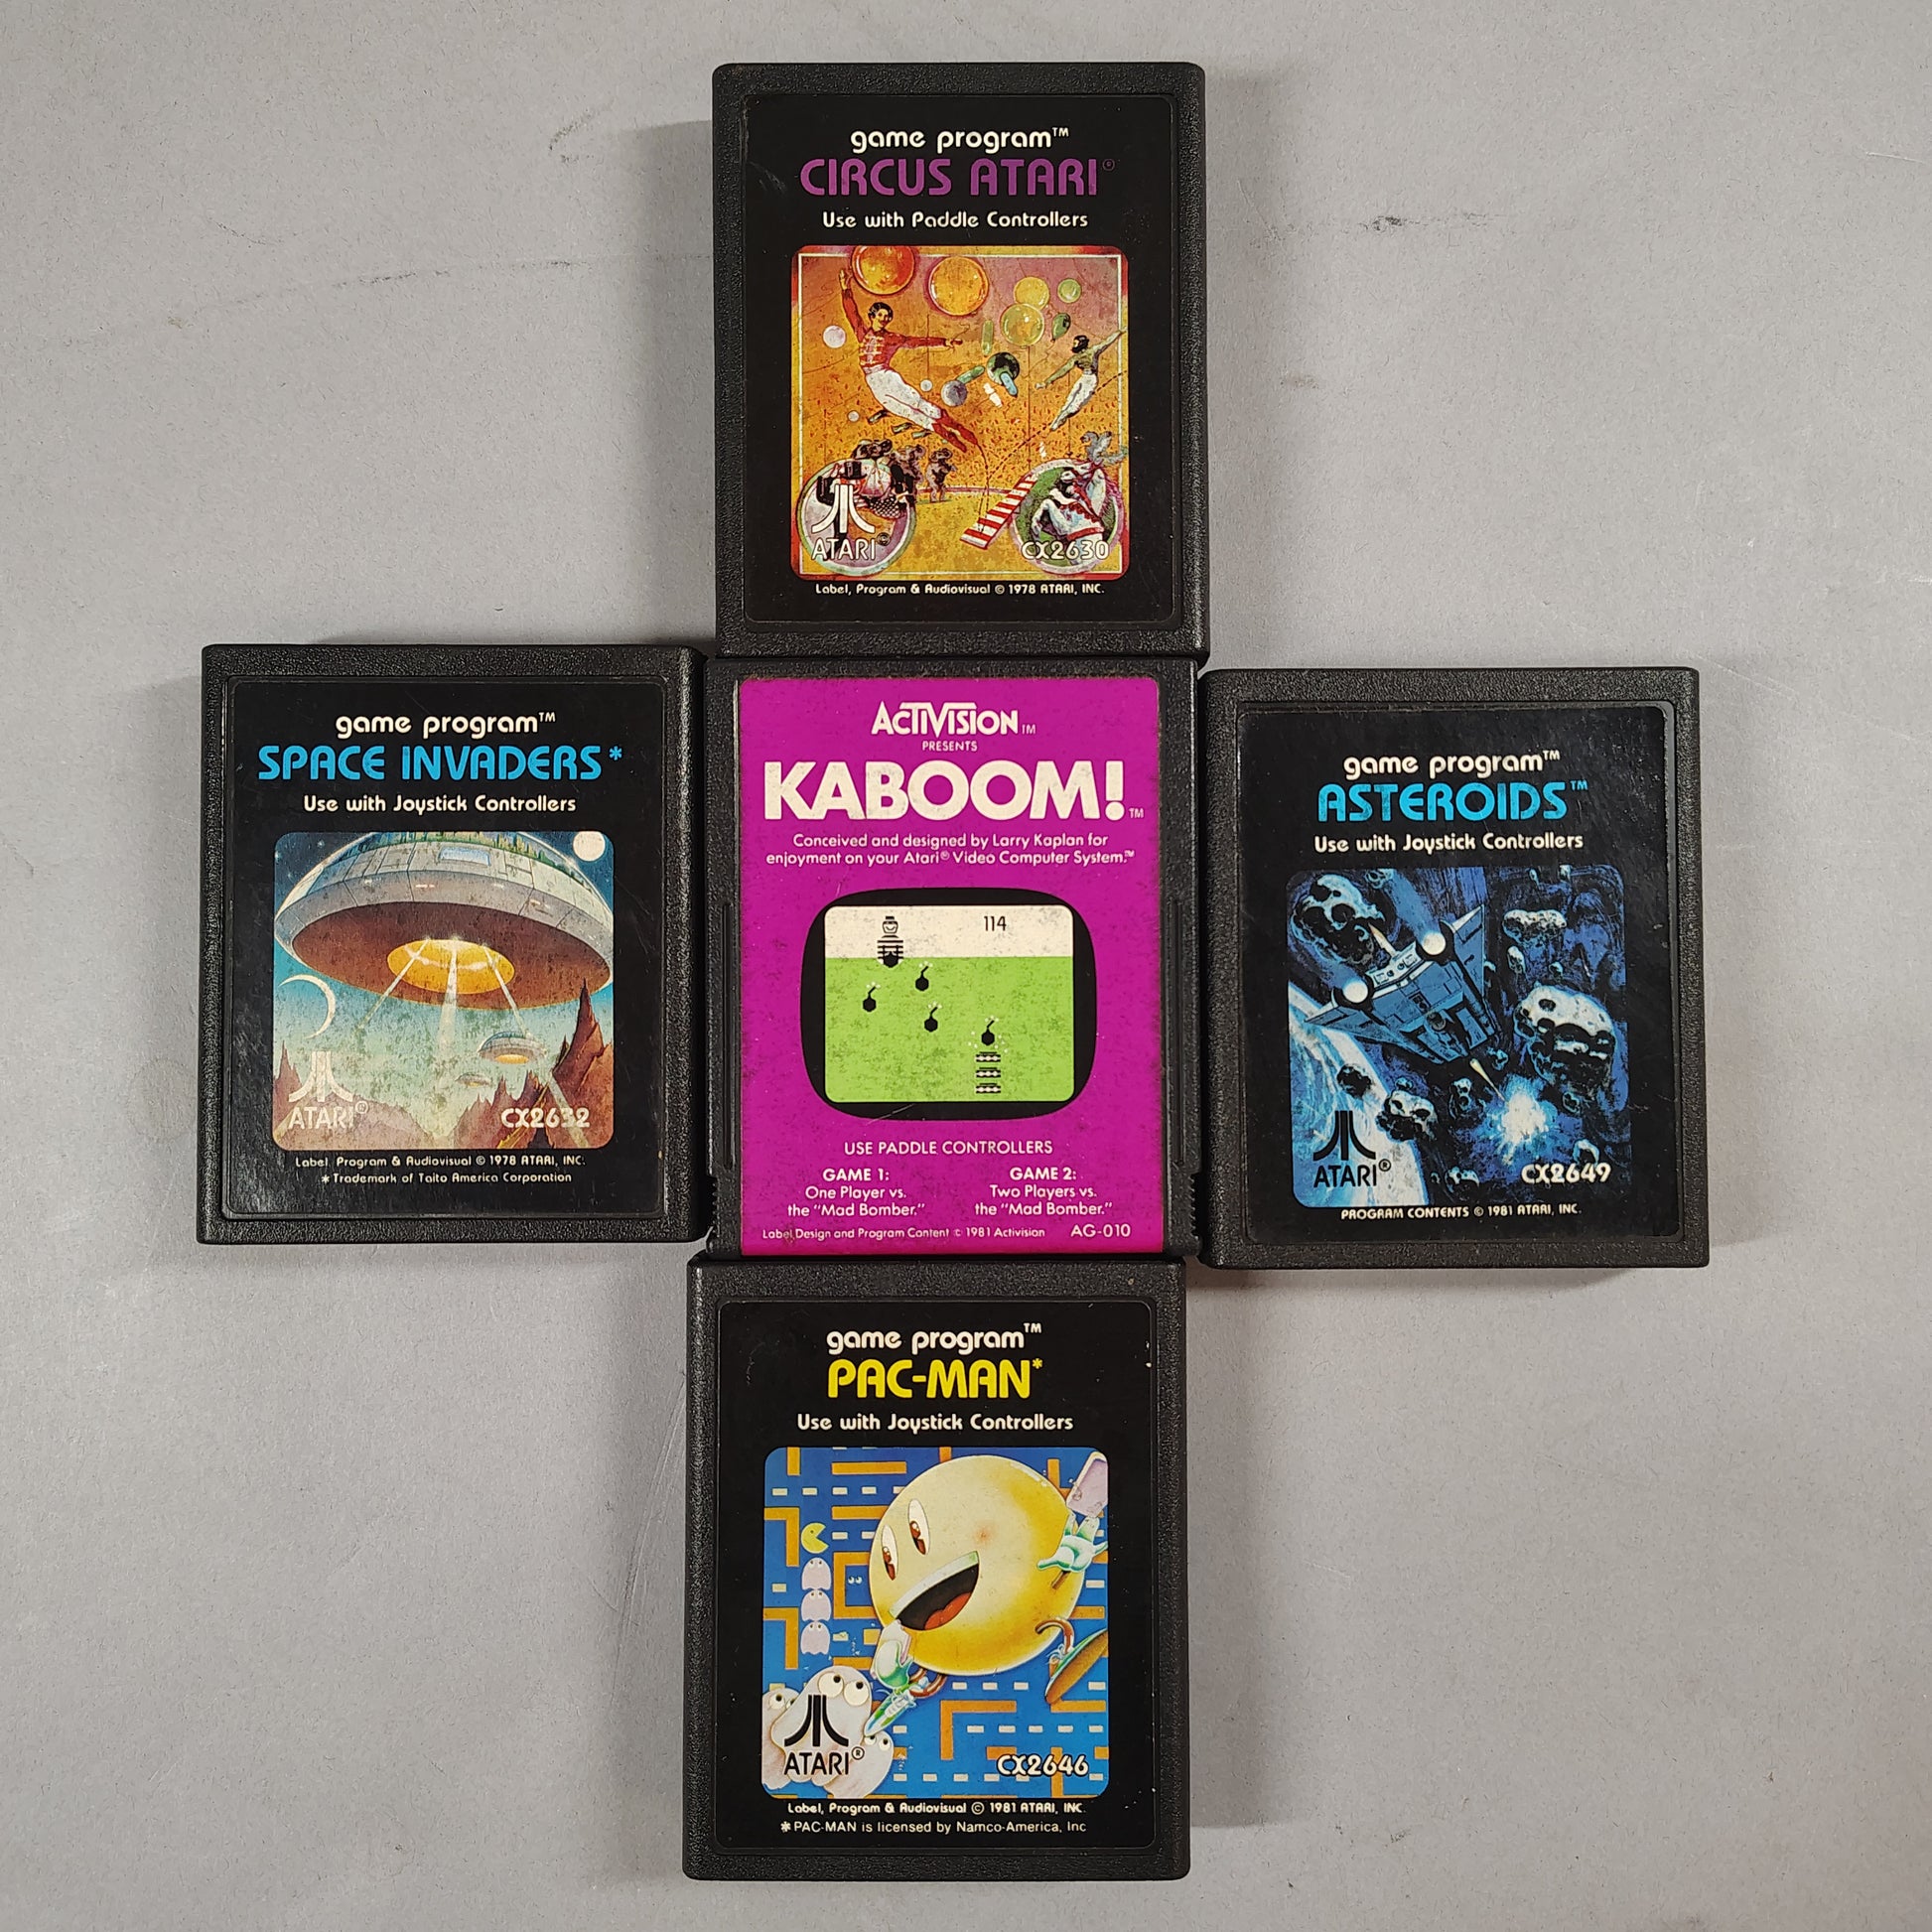 game program™
CIRCUS ATARI®
Use with Paddle Controllers
ATARI®
CX2630
Label, Program & Audiovisual © 1978 ATARI, INC.
game program™
SPACE INVADERS*
Use with Joystick Controllers
ATARI®
CX2632
Label Program & Audiovisual © 1978 ATARI, INC.
* Trademark of Taito America Corporation
ACTIVISION™
PRESENTS
KABOOM!™
Conceived and designed by Larry Kaplan for
enjoyment on your Atari® Video Computer System.™
114
USE PADDLE CONTROLLERS
GAME 1:
One Player vs.
the "Mad Bomber."
GAME 2:
Two Players vs.
the "Mad Bomber."
Label Design and Program Content © 1981 Activision
AG-010
game program™
ASTEROIDS™
Use with Joystick Controllers
ATARI®
CX2649
PROGRAM CONTENTS © 1981 ATARI, INC.
game program™
PAC-MAN*
Use with Joystick Controllers
ATARI®
CX2646
Label, Program & Audiovisual © 1981 ATARI, INC.
* PAC-MAN is licensed by Namco-America, Inc